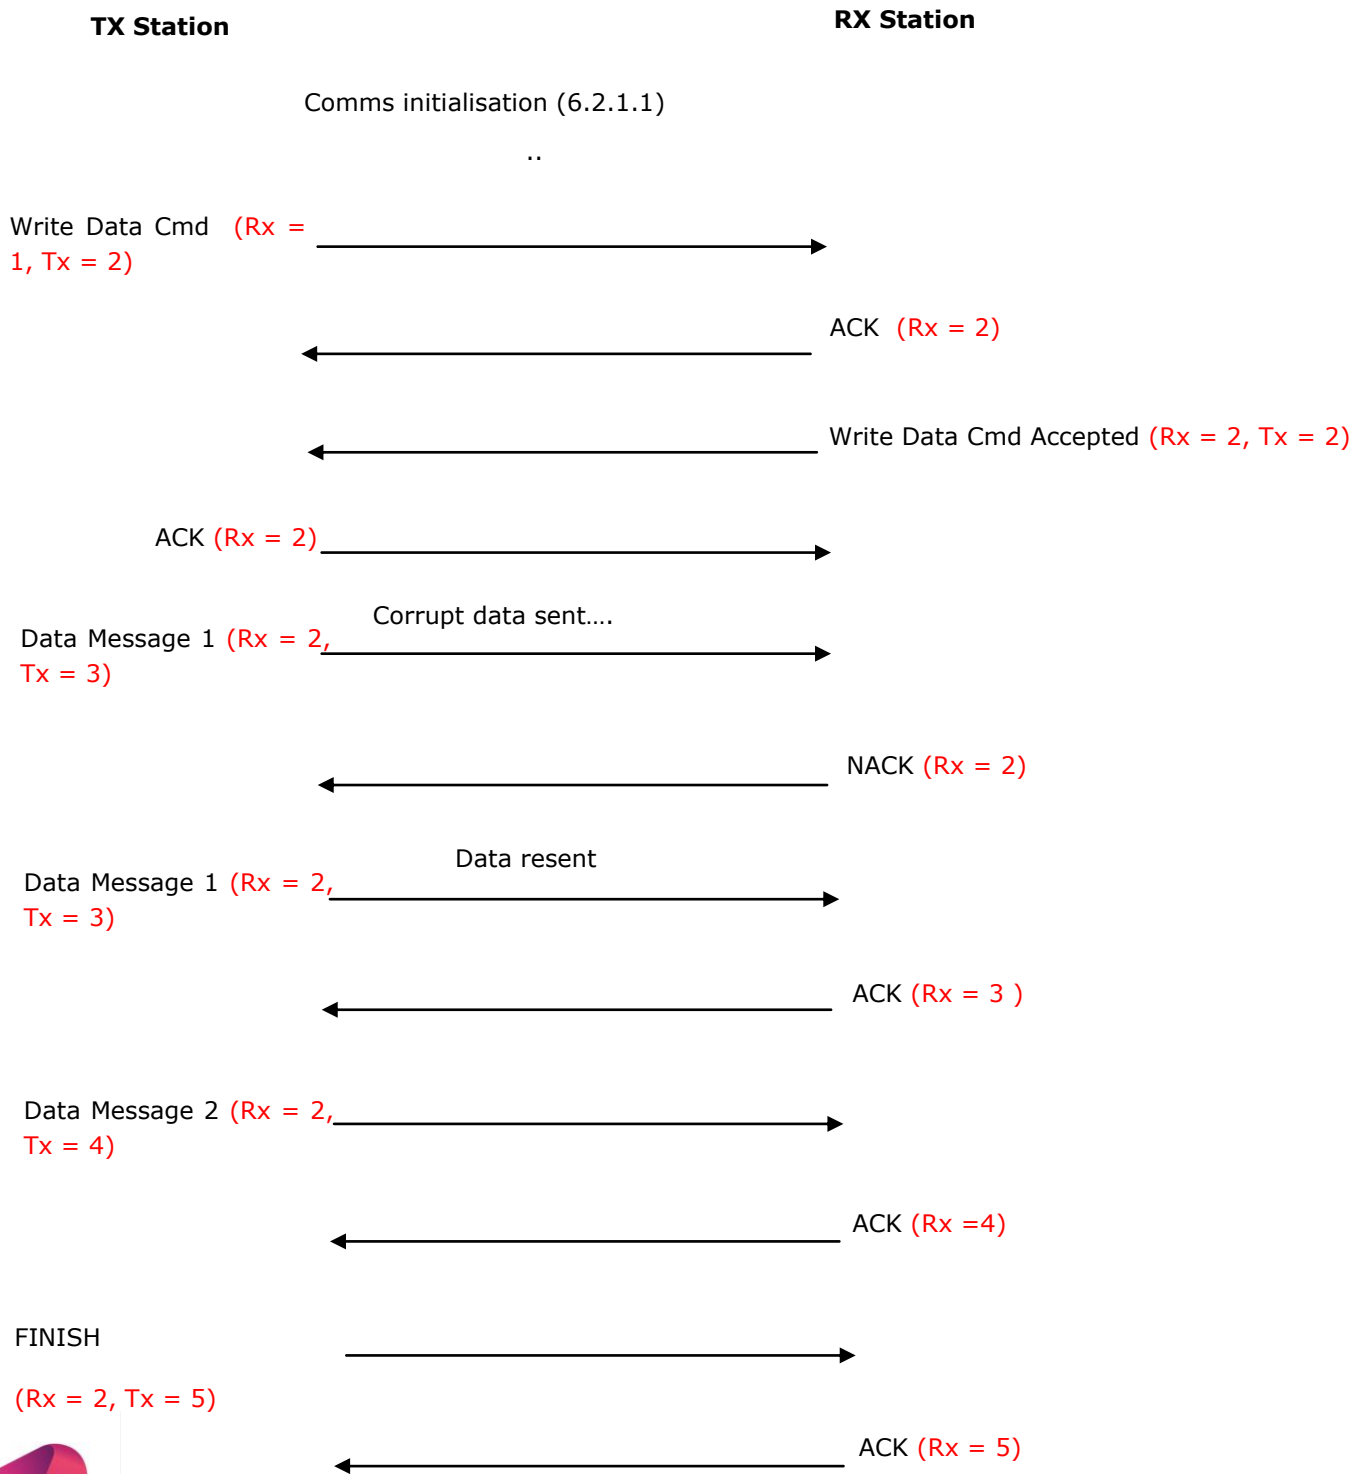 TX Station
RX Station
Comms initialisation (6.2.1.1)
..
Write Data Cmd (Rx =
1, Tx = 2)
ACK (Rx = 2)
Write Data Cmd Accepted (Rx = 2, Tx = 2)
ACK (Rx = 2)
Corrupt data sent….
Data Message 1 (Rx = 2,
Tx = 3)
NACK (Rx = 2)
Data resent
Data Message 1 (Rx = 2,
Tx = 3)
ACK (Rx = 3 )
Data Message 2 (Rx = 2,
Tx = 4)
ACK (Rx =4)
FINISH
(Rx = 2, Tx = 5)
ACK (Rx = 5)